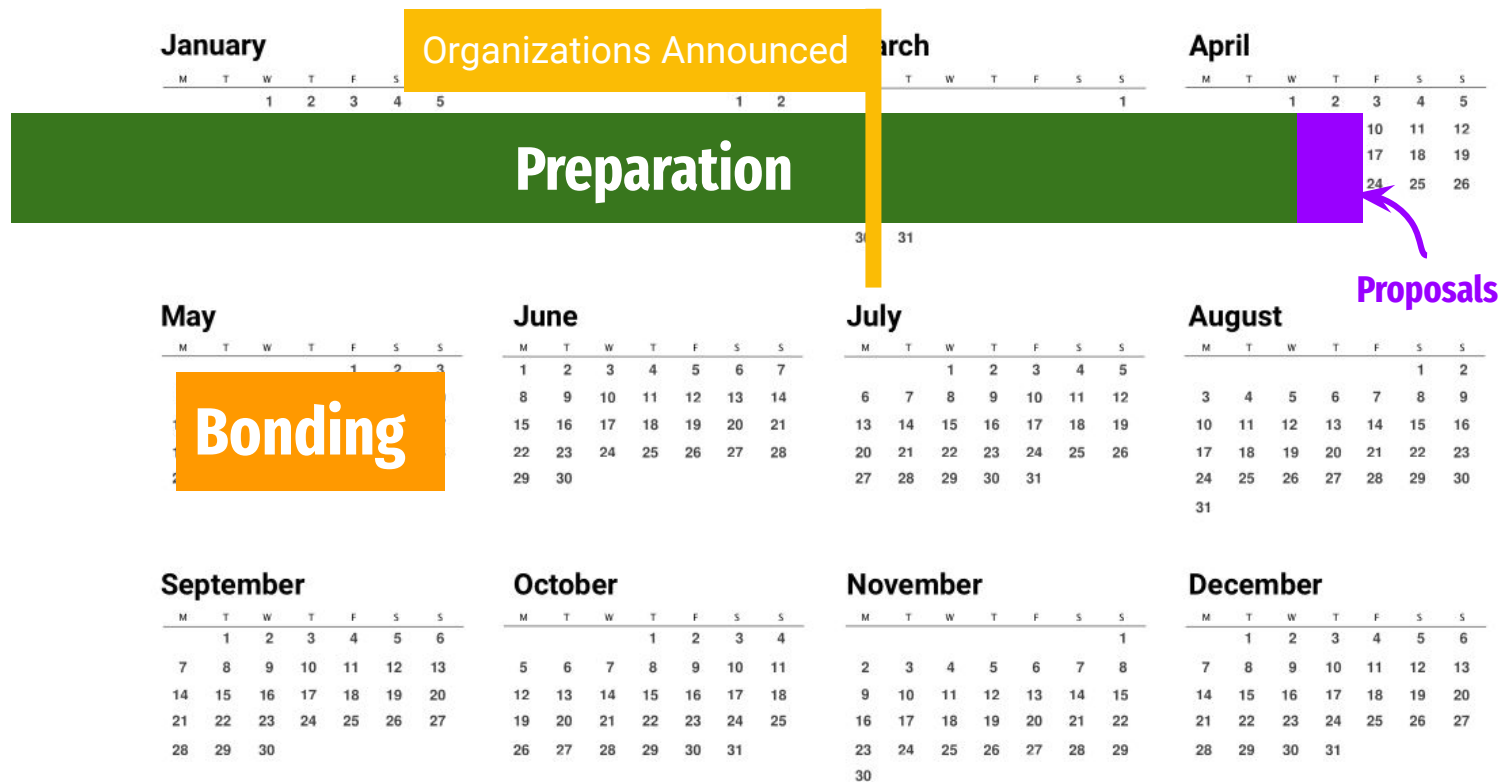 January Organizations Announced arch April
M T W T F S T W T F S S M T W T F S S
1 2 3 4 5 1 2 1 1 2 3 4 5
10 11 12
Preparation
17 18 19
24 25 26
30 31
Proposals
May June July August
M T W T F S S M T W T F S S M T W T F S S M T W T F S S
1 2 3 1 2 3 4 5 6 7 1 2 3 4 5 1 2
8 9 10 11 12 13 14 6 7 8 9 10 11 12 3 4 5 6 7 8 9
Bonding
15 16 17 18 19 20 21 13 14 15 16 17 18 19 10 11 12 13 14 15 16
22 23 24 25 26 27 28 20 21 22 23 24 25 26 17 18 19 20 21 22 23
29 30 27 28 29 30 31 24 25 26 27 28 29 30
31
September October November December
M T W T F S S M T W T F S S M T W T F S S M T W T F S S
1 2 3 4 5 6 1 2 3 4 1 1 2 3 4 5 6
7 8 9 10 11 12 13 5 6 7 8 9 10 11 2 3 4 5 6 7 8 7 8 9 10 11 12 13
14 15 16 17 18 19 20 12 13 14 15 16 17 18 9 10 11 12 13 14 15 14 15 16 17 18 19 20
21 22 23 24 25 26 27 19 20 21 22 23 24 25 16 17 18 19 20 21 22 21 22 23 24 25 26 27
28 29 30 26 27 28 29 30 31 23 24 25 26 27 28 29 28 29 30 31
30